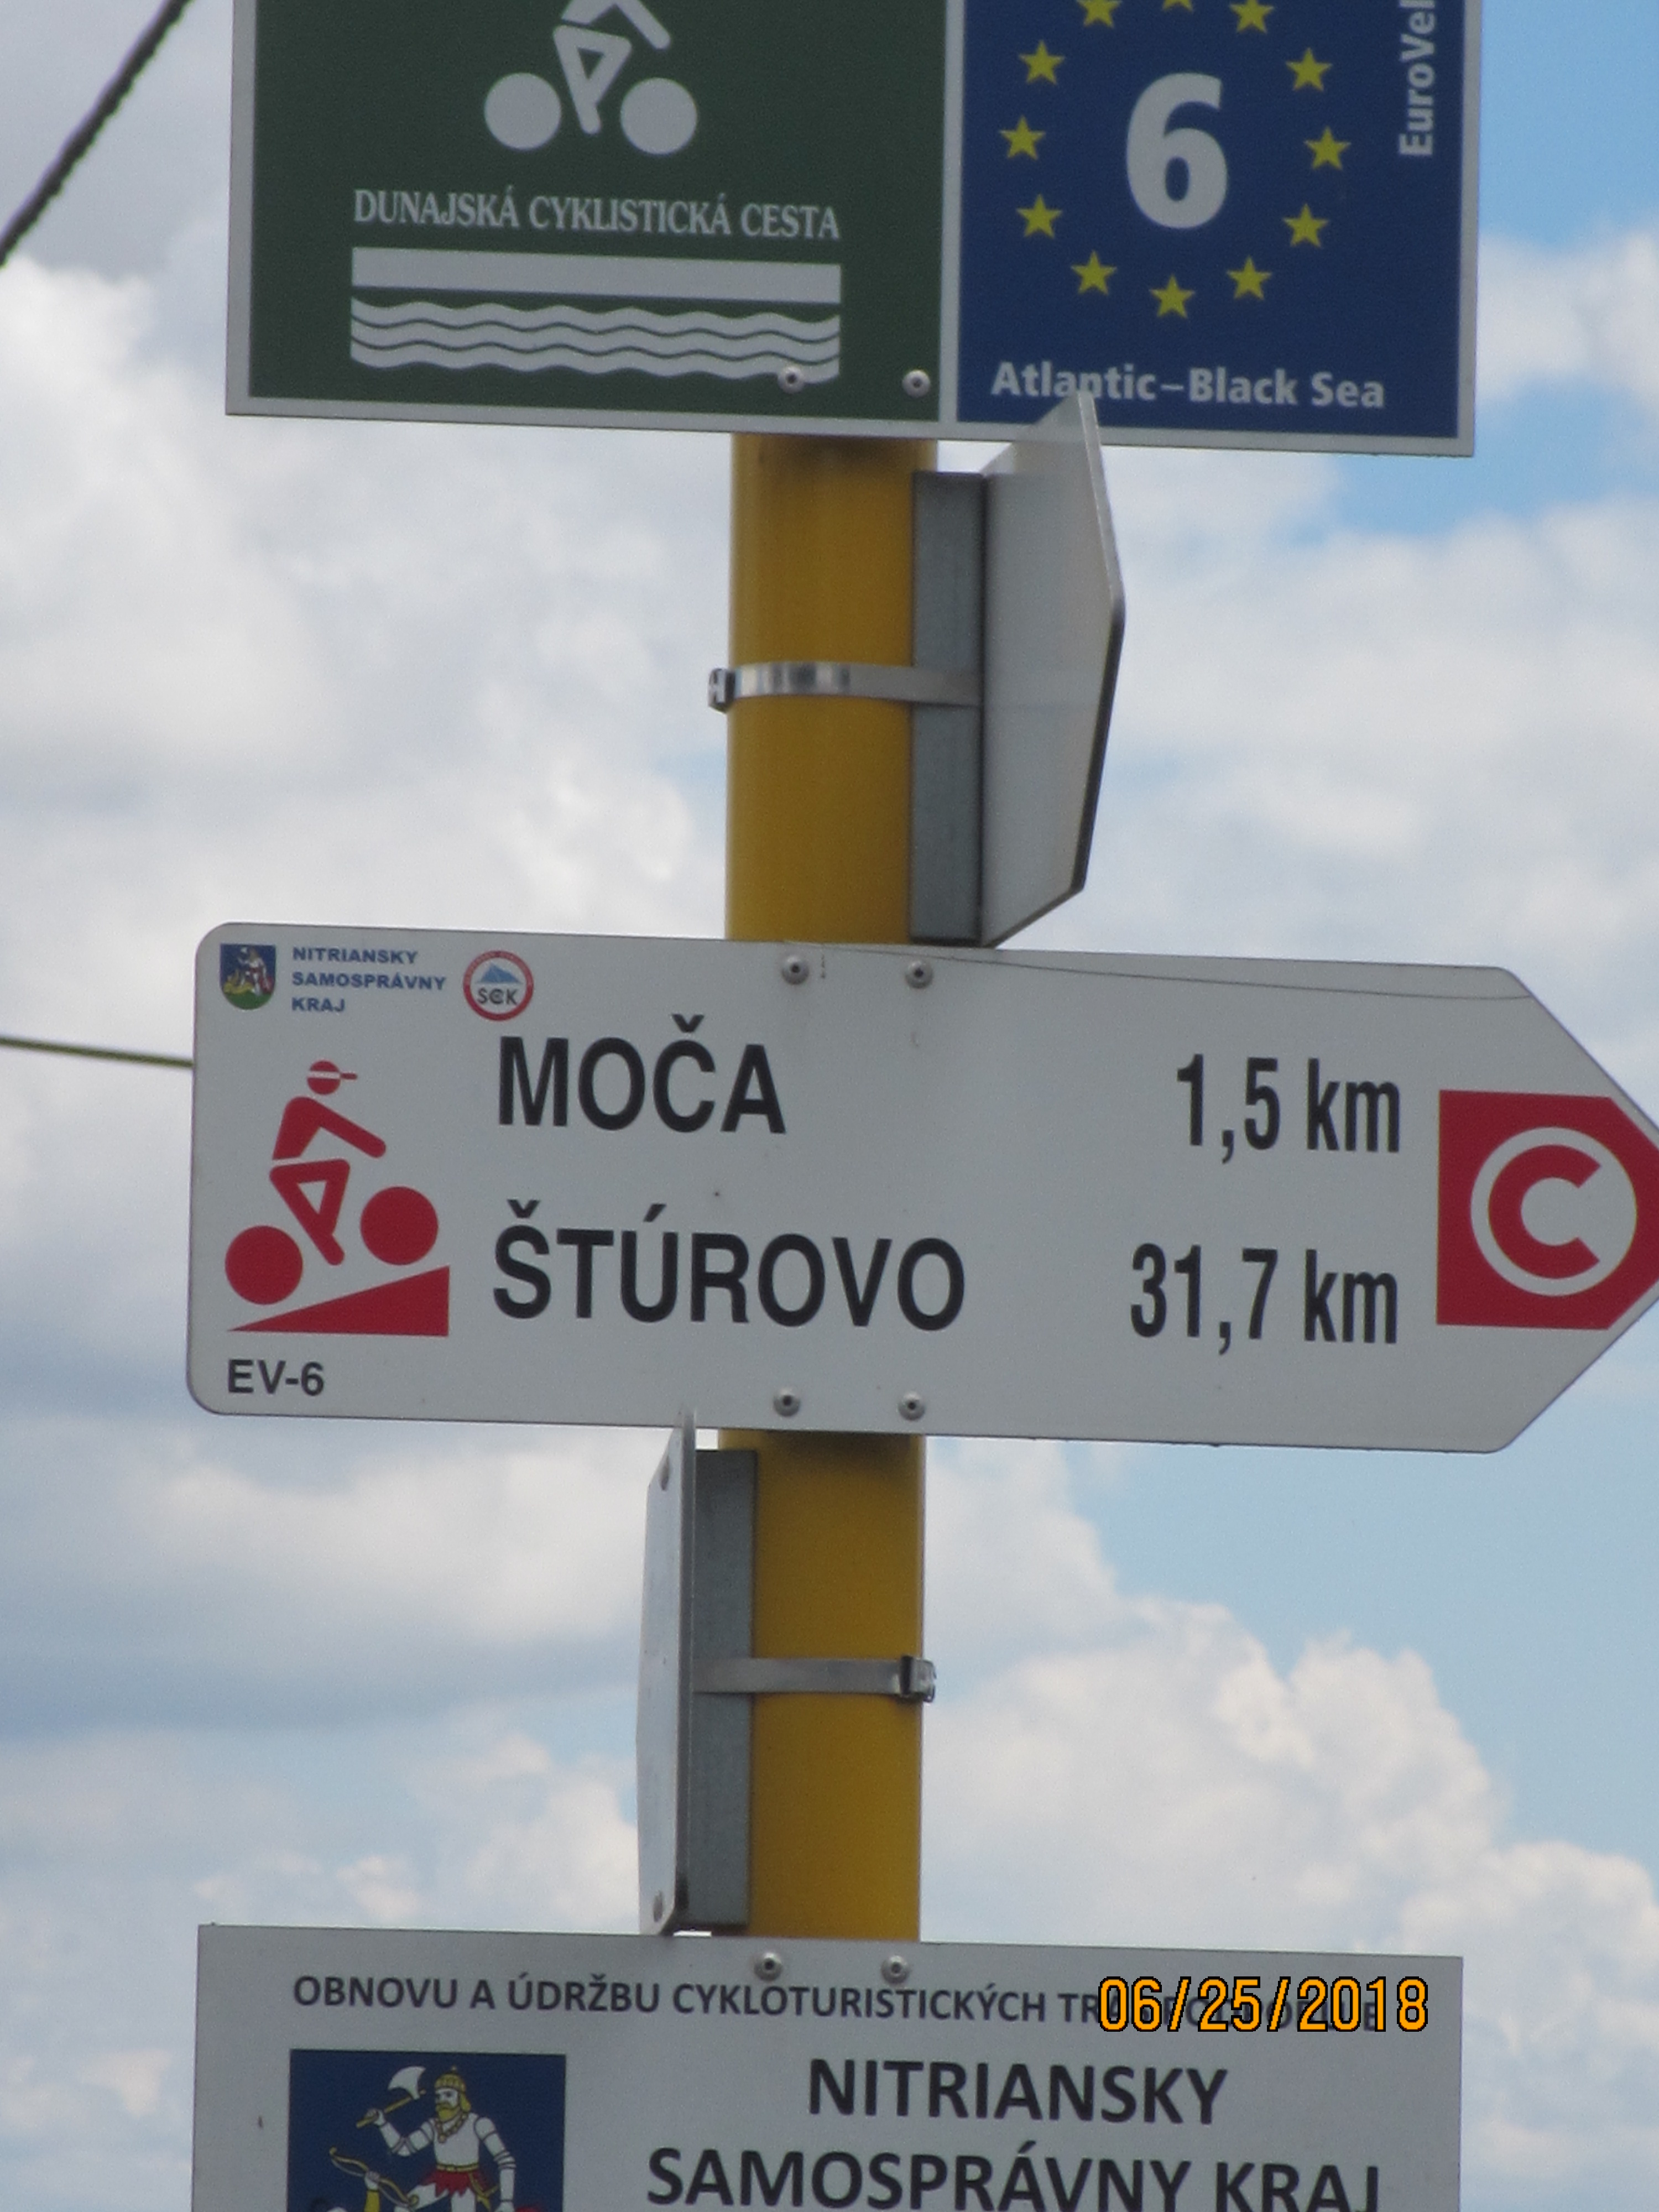 DUNAJSKÁ CYKLISTICKÁ CESTA
6
EuroVel
Atlantic–Black Sea
NITRIANSKY
SAMOSPRÁVNY
KRAJ
SCK
MOČA 1,5 km
ŠTÚROVO 31,7 km
C
EV-6
OBNOVU A ÚDRŽBU CYKLOTURISTICKÝCH
06/25/2018
NITRIANSKY
SAMOSPRÁVNY KRAJ